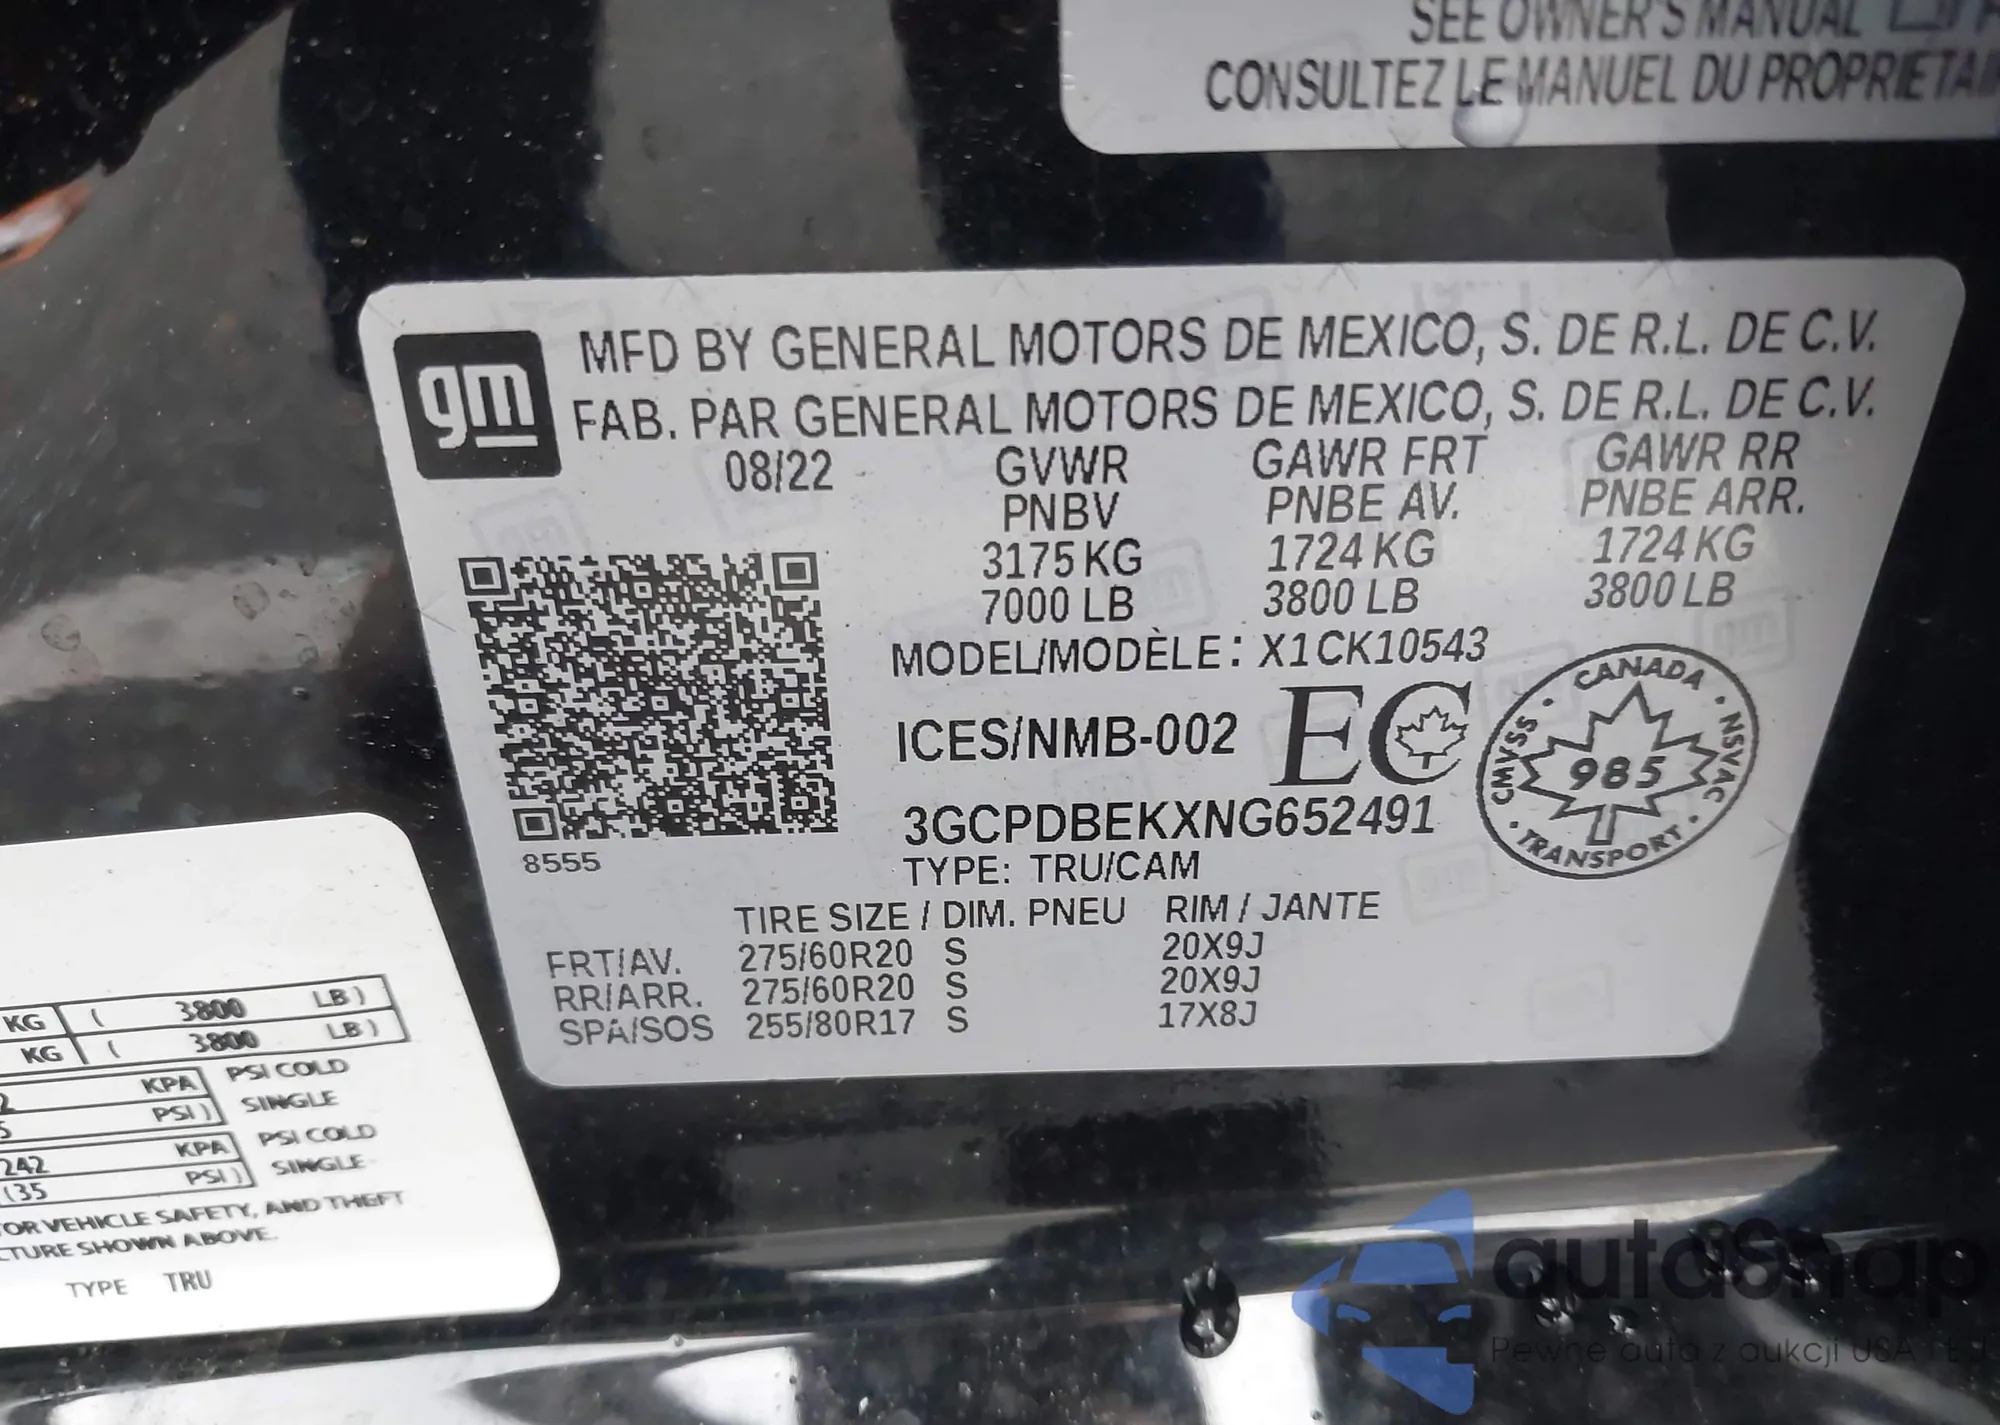 SEE OWNER'S MANUAL
CONSULTEZ LE MANUEL DU PROPRIETAI
gm
MFD BY GENERAL MOTORS DE MEXICO, S. DE R.L. DE C.V.
FAB. PAR GENERAL MOTORS DE MEXICO, S. DE R.L. DE C.V.
08/22 GVWR GAWR FRT GAWR RR
PNBV PNBE AV. PNBE ARR.
3175 KG 1724 KG 1724 KG
7000 LB 3800 LB 3800 LB
MODEL/MODÈLE: X1CK10543
ICES/NMB-002 EC
CANADA · NSVAC · TRANSPORT · CMVSS ·
985
3GCPDBEKXNG652491
8555
TYPE: TRU/CAM
TIRE SIZE / DIM. PNEU RIM / JANTE
FRT/AV. 275/60R20 S 20X9J
RR/ARR. 275/60R20 S 20X9J
SPA/SOS 255/80R17 S 17X8J
KG ( 3800 LB )
KG ( 3800 LB )
2 KPA PSI COLD
5 PSI ) SINGLE
242 KPA PSI COLD
(35 PSI ) SINGLE
OR VEHICLE SAFETY, AND THEFT
CTURE SHOWN ABOVE.
TYPE TRU
autoSnap
Pewne auta z aukcji USA